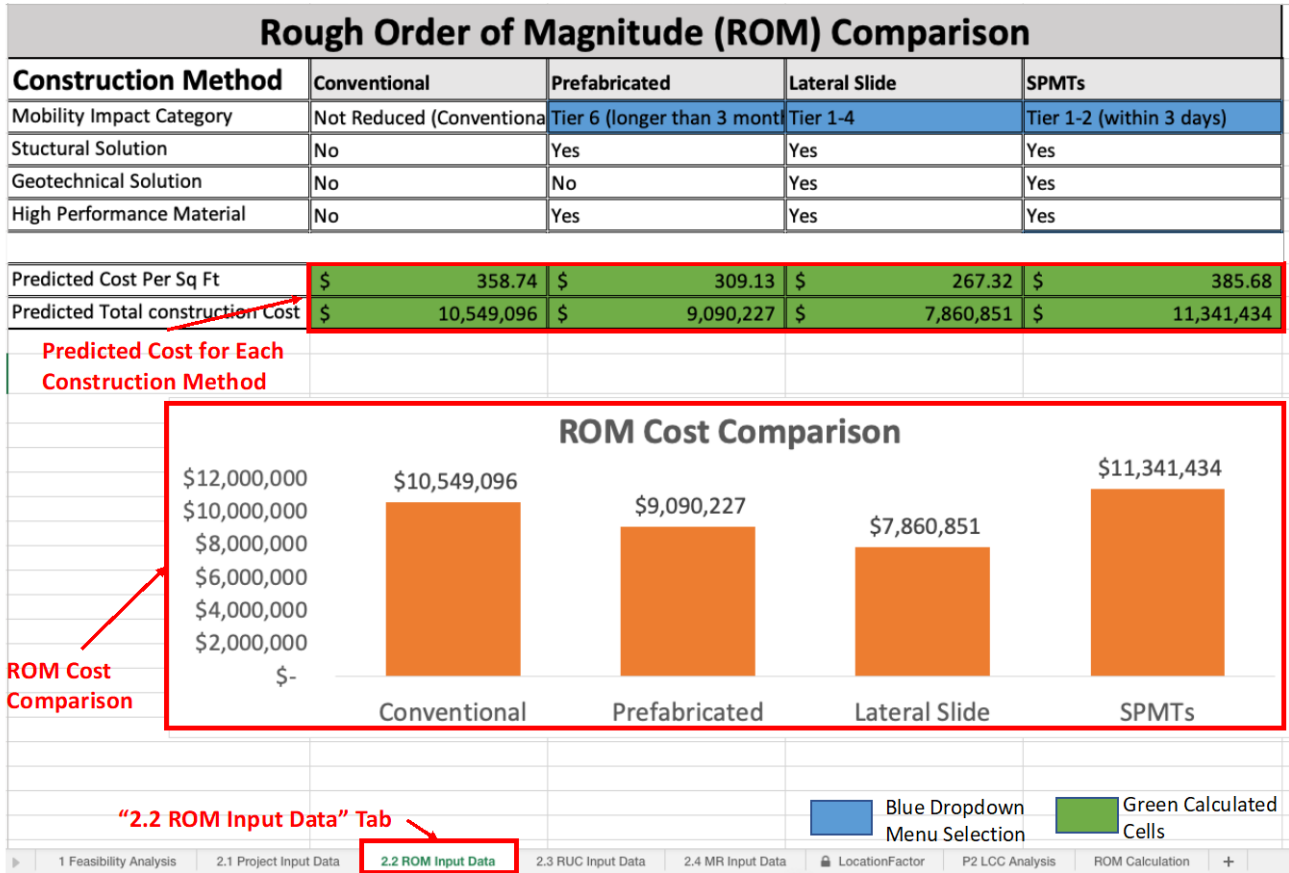 Rough Order of Magnitude (ROM) Comparison
Construction Method Conventional Prefabricated Lateral Slide SPMTs
Mobility Impact Category Not Reduced (Conventiona Tier 6 (longer than 3 mont Tier 1-4 Tier 1-2 (within 3 days)
Stuctural Solution No Yes Yes Yes
Geotechnical Solution No No Yes Yes
High Performance Material No Yes Yes Yes
Predicted Cost Per Sq Ft $ 358.74 $ 309.13 $ 267.32 $ 385.68
Predicted Total construction Cost $ 10,549,096 $ 9,090,227 $ 7,860,851 $ 11,341,434
Predicted Cost for Each
Construction Method
ROM Cost Comparison
$12,000,000
$10,000,000
$8,000,000
$6,000,000
$4,000,000
$2,000,000
$-
$10,549,096
$9,090,227
$7,860,851
$11,341,434
Conventional Prefabricated Lateral Slide SPMTs
ROM Cost
Comparison
“2.2 ROM Input Data” Tab
Blue Dropdown
Menu Selection
Green Calculated
Cells
1 Feasibility Analysis 2.1 Project Input Data 2.2 ROM Input Data 2.3 RUC Input Data 2.4 MR Input Data LocationFactor P2 LCC Analysis ROM Calculation +